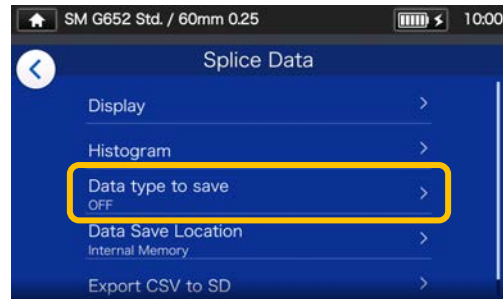 SM G652 Std. / 60mm 0.25
10:00
Splice Data
Display
Histogram
Data type to save
OFF
Data Save Location
Internal Memory
Export CSV to SD